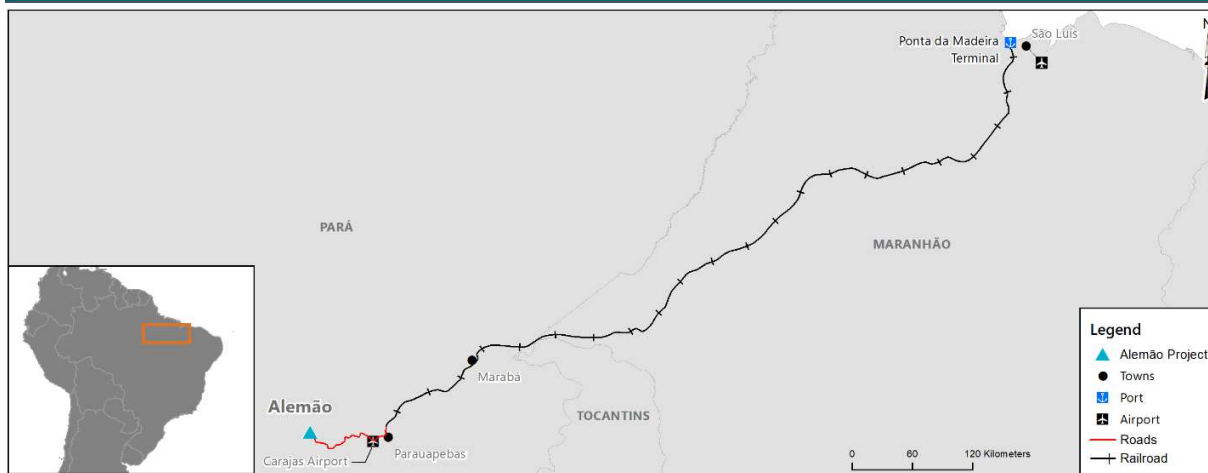 N
São Luís
Ponta da Madeira
Terminal
PARÁ
MARANHÃO
Marabá
Alemão
TOCANTINS
Carajas Airport
Parauapebas
0 60 120 Kilometers
Legend
Alemão Project
Towns
Port
Airport
Roads
Railroad